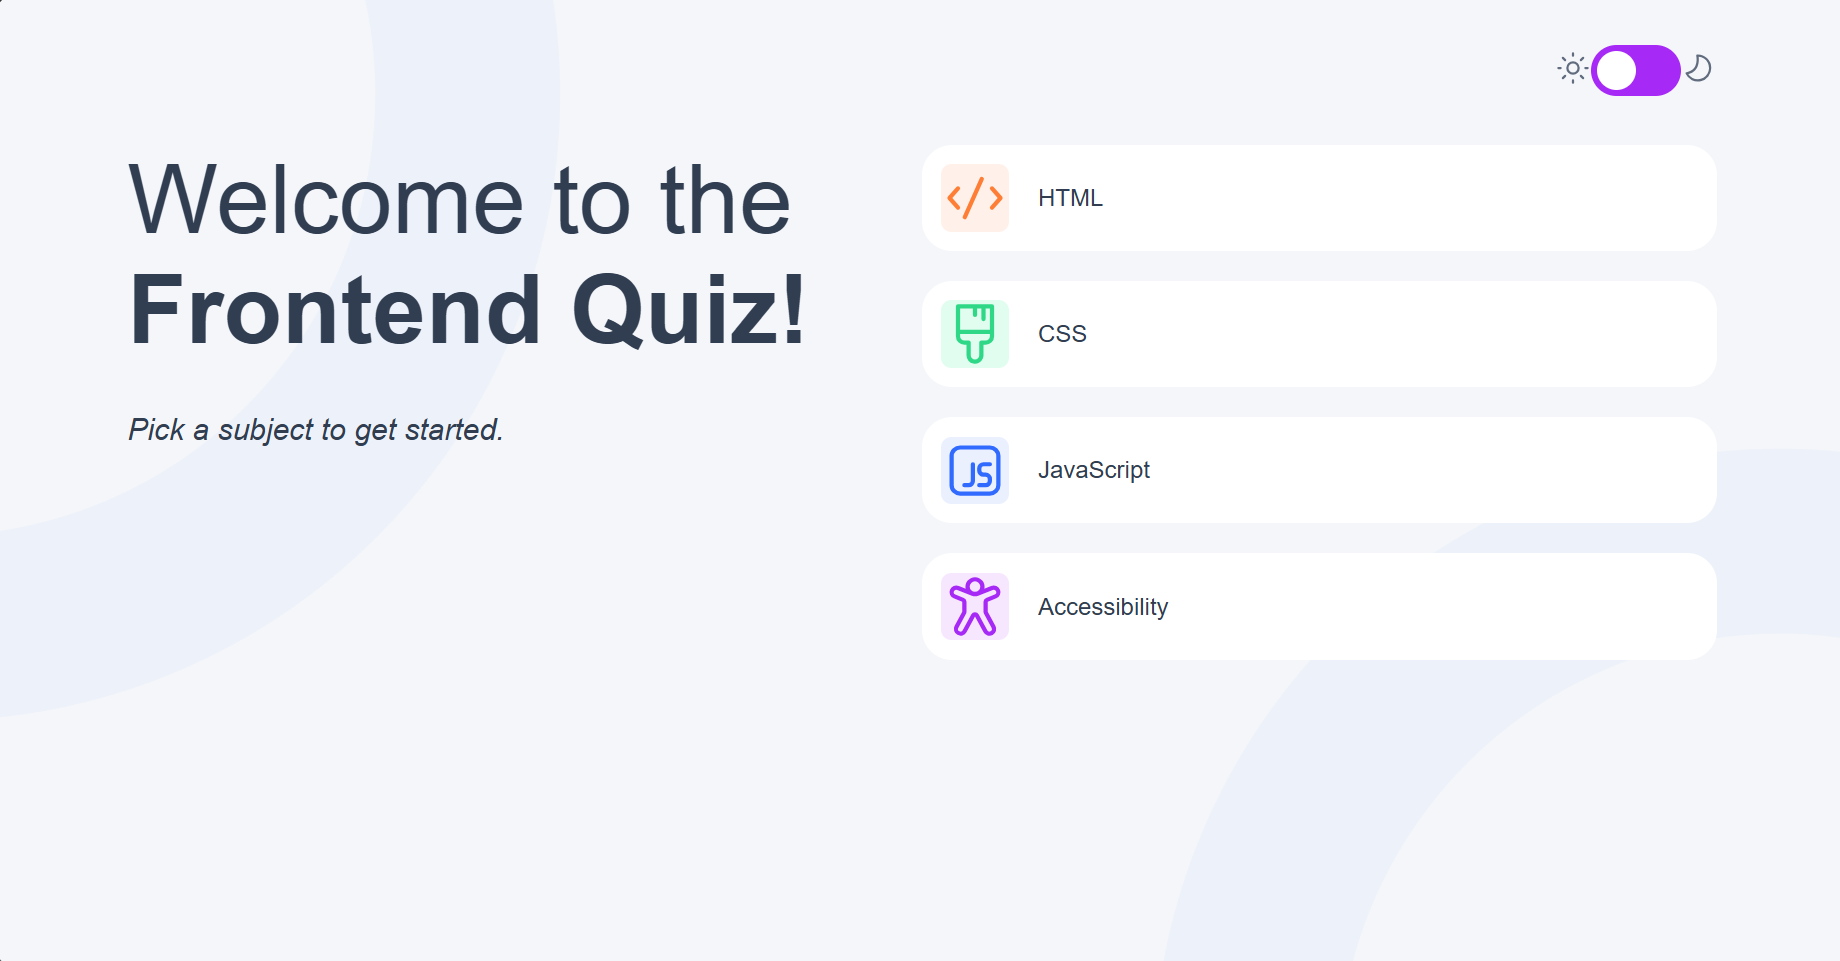 Welcome to the
Frontend Quiz!
Pick a subject to get started.
HTML
CSS
JS
JavaScript
Accessibility